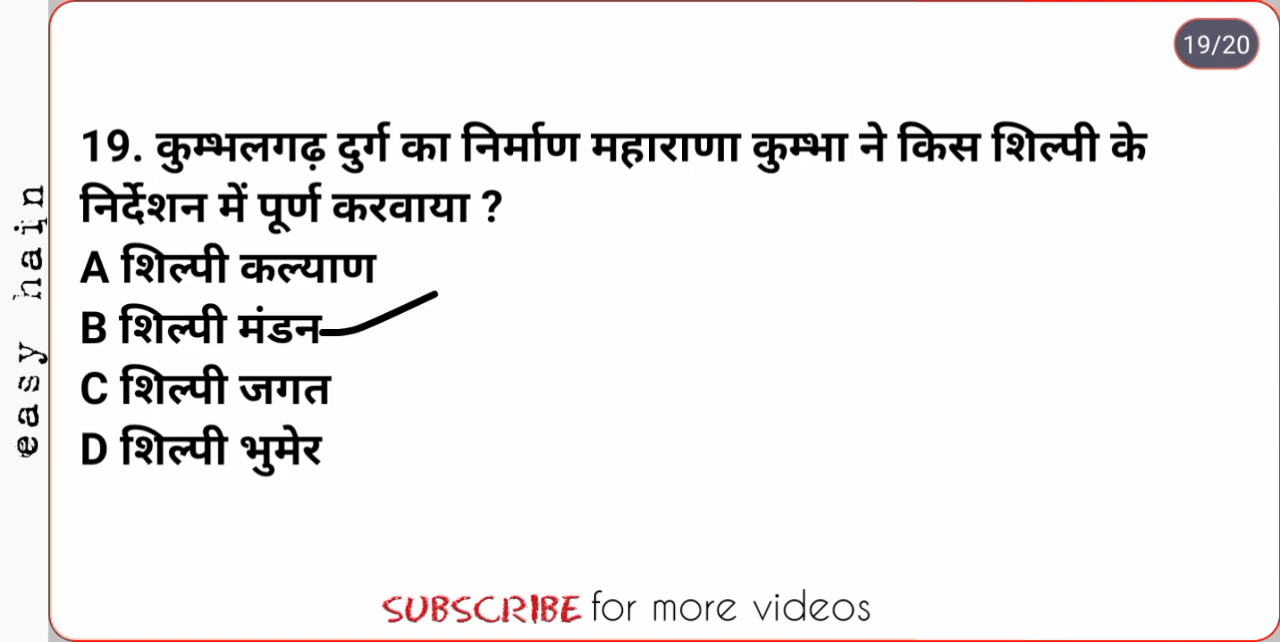 19/20
19. कुम्भलगढ़ दुर्ग का निर्माण महाराणा कुम्भा ने किस शिल्पी के
निर्देशन में पूर्ण करवाया ?
A शिल्पी कल्याण
B शिल्पी मंडन
C शिल्पी जगत
D शिल्पी भुमेर
easy hain
SUBSCRIBE for more videos